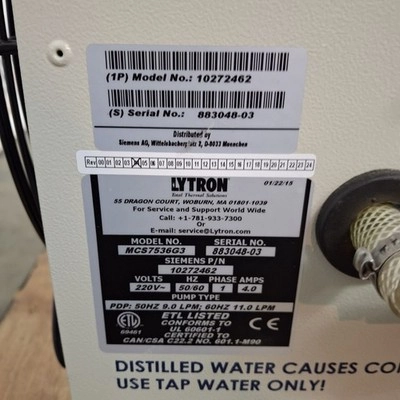 (1P) Model No.: 10272462
(S) Serial No.: 883048-03
Distributed by
Siemens AG, Wittelsbacherplatz 2, D-8033 Muenchen
Rev 00 01 02 03 05 06 07 08 09 10 11 12 13 14 15 16 17 18 19 20 21 22 23 24
LYTRON
Total Thermal Solutions
01/22/15
55 DRAGON COURT, WOBURN, MA 01801-1039
For Service and Support World Wide
Call: +1-781-933-7300
Or
E-mail: service@Lytron.com
MODEL NO. SERIAL NO.
MCS7536G3 883048-03
SIEMENS P/N
10272462
VOLTS HZ PHASE AMPS
220V~ 50/60 1 4.0
PUMP TYPE
PDP: 50HZ 9.0 LPM; 60HZ 11.0 LPM
ETL LISTED
CONFORMS TO
UL 60601-1
CERTIFIED TO
CAN/CSA C22.2 NO. 601.1-M90
ETL
69461
CE
DISTILLED WATER CAUSES
USE TAP WATER ONLY!